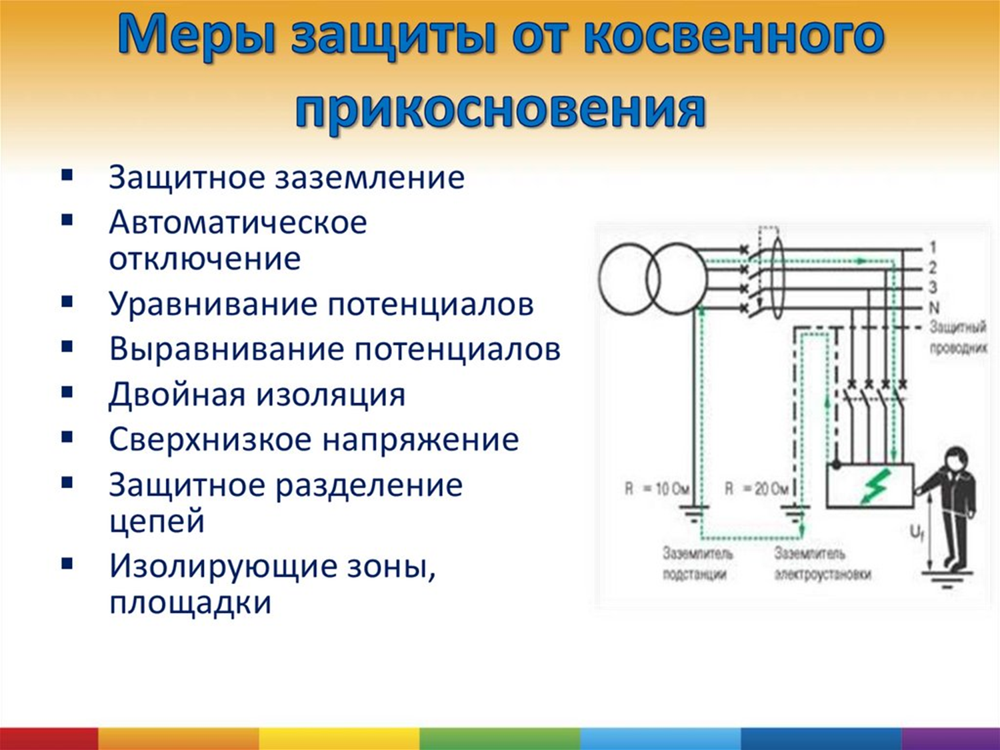 Меры защиты от косвенного
прикосновения
▪ Защитное заземление
▪ Автоматическое
отключение
▪ Уравнивание потенциалов
▪ Выравнивание потенциалов
▪ Двойная изоляция
▪ Сверхнизкое напряжение
▪ Защитное разделение
цепей
▪ Изолирующие зоны,
площадки
1
2
3
N
Защитный
проводник
R = 10 Ом
R = 20 Ом
Uf
Заземлитель
подстанции
Заземлитель
электроустановки